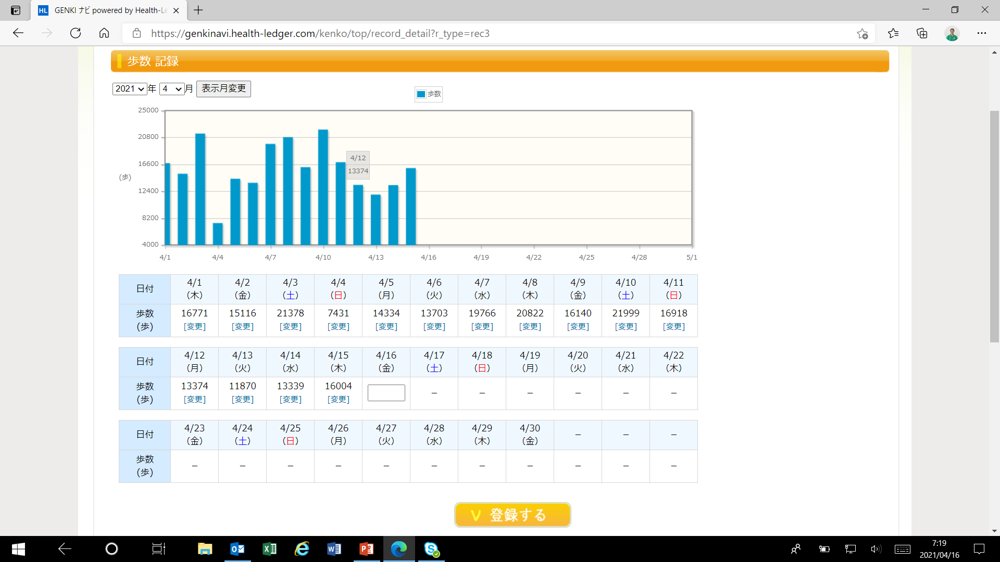 GENKI ナビ powered by Health-Le
https://genkinavi.health-ledger.com/kenko/top/record_detail?r_type=rec3
歩数 記録
2021 年 4 月 表示月変更
歩数
25000
20800
16600
12400
8200
4000
(歩)
4/12
13374
4/1 4/4 4/7 4/10 4/13 4/16 4/19 4/22 4/25 4/28 5/1
日付 4/1 4/2 4/3 4/4 4/5 4/6 4/7 4/8 4/9 4/10 4/11
(木) (金) (土) (日) (月) (火) (水) (木) (金) (土) (日)
歩数 16771 15116 21378 7431 14334 13703 19766 20822 16140 21999 16918
(歩) [変更] [変更] [変更] [変更] [変更] [変更] [変更] [変更] [変更] [変更] [変更]
日付 4/12 4/13 4/14 4/15 4/16 4/17 4/18 4/19 4/20 4/21 4/22
(月) (火) (水) (木) (金) (土) (日) (月) (火) (水) (木)
歩数 13374 11870 13339 16004 – – – – – –
(歩) [変更] [変更] [変更] [変更]
日付 4/23 4/24 4/25 4/26 4/27 4/28 4/29 4/30 – – –
(金) (土) (日) (月) (火) (水) (木) (金)
歩数 – – – – – – – – – – –
(歩)
登録する
7:19
2021/04/16